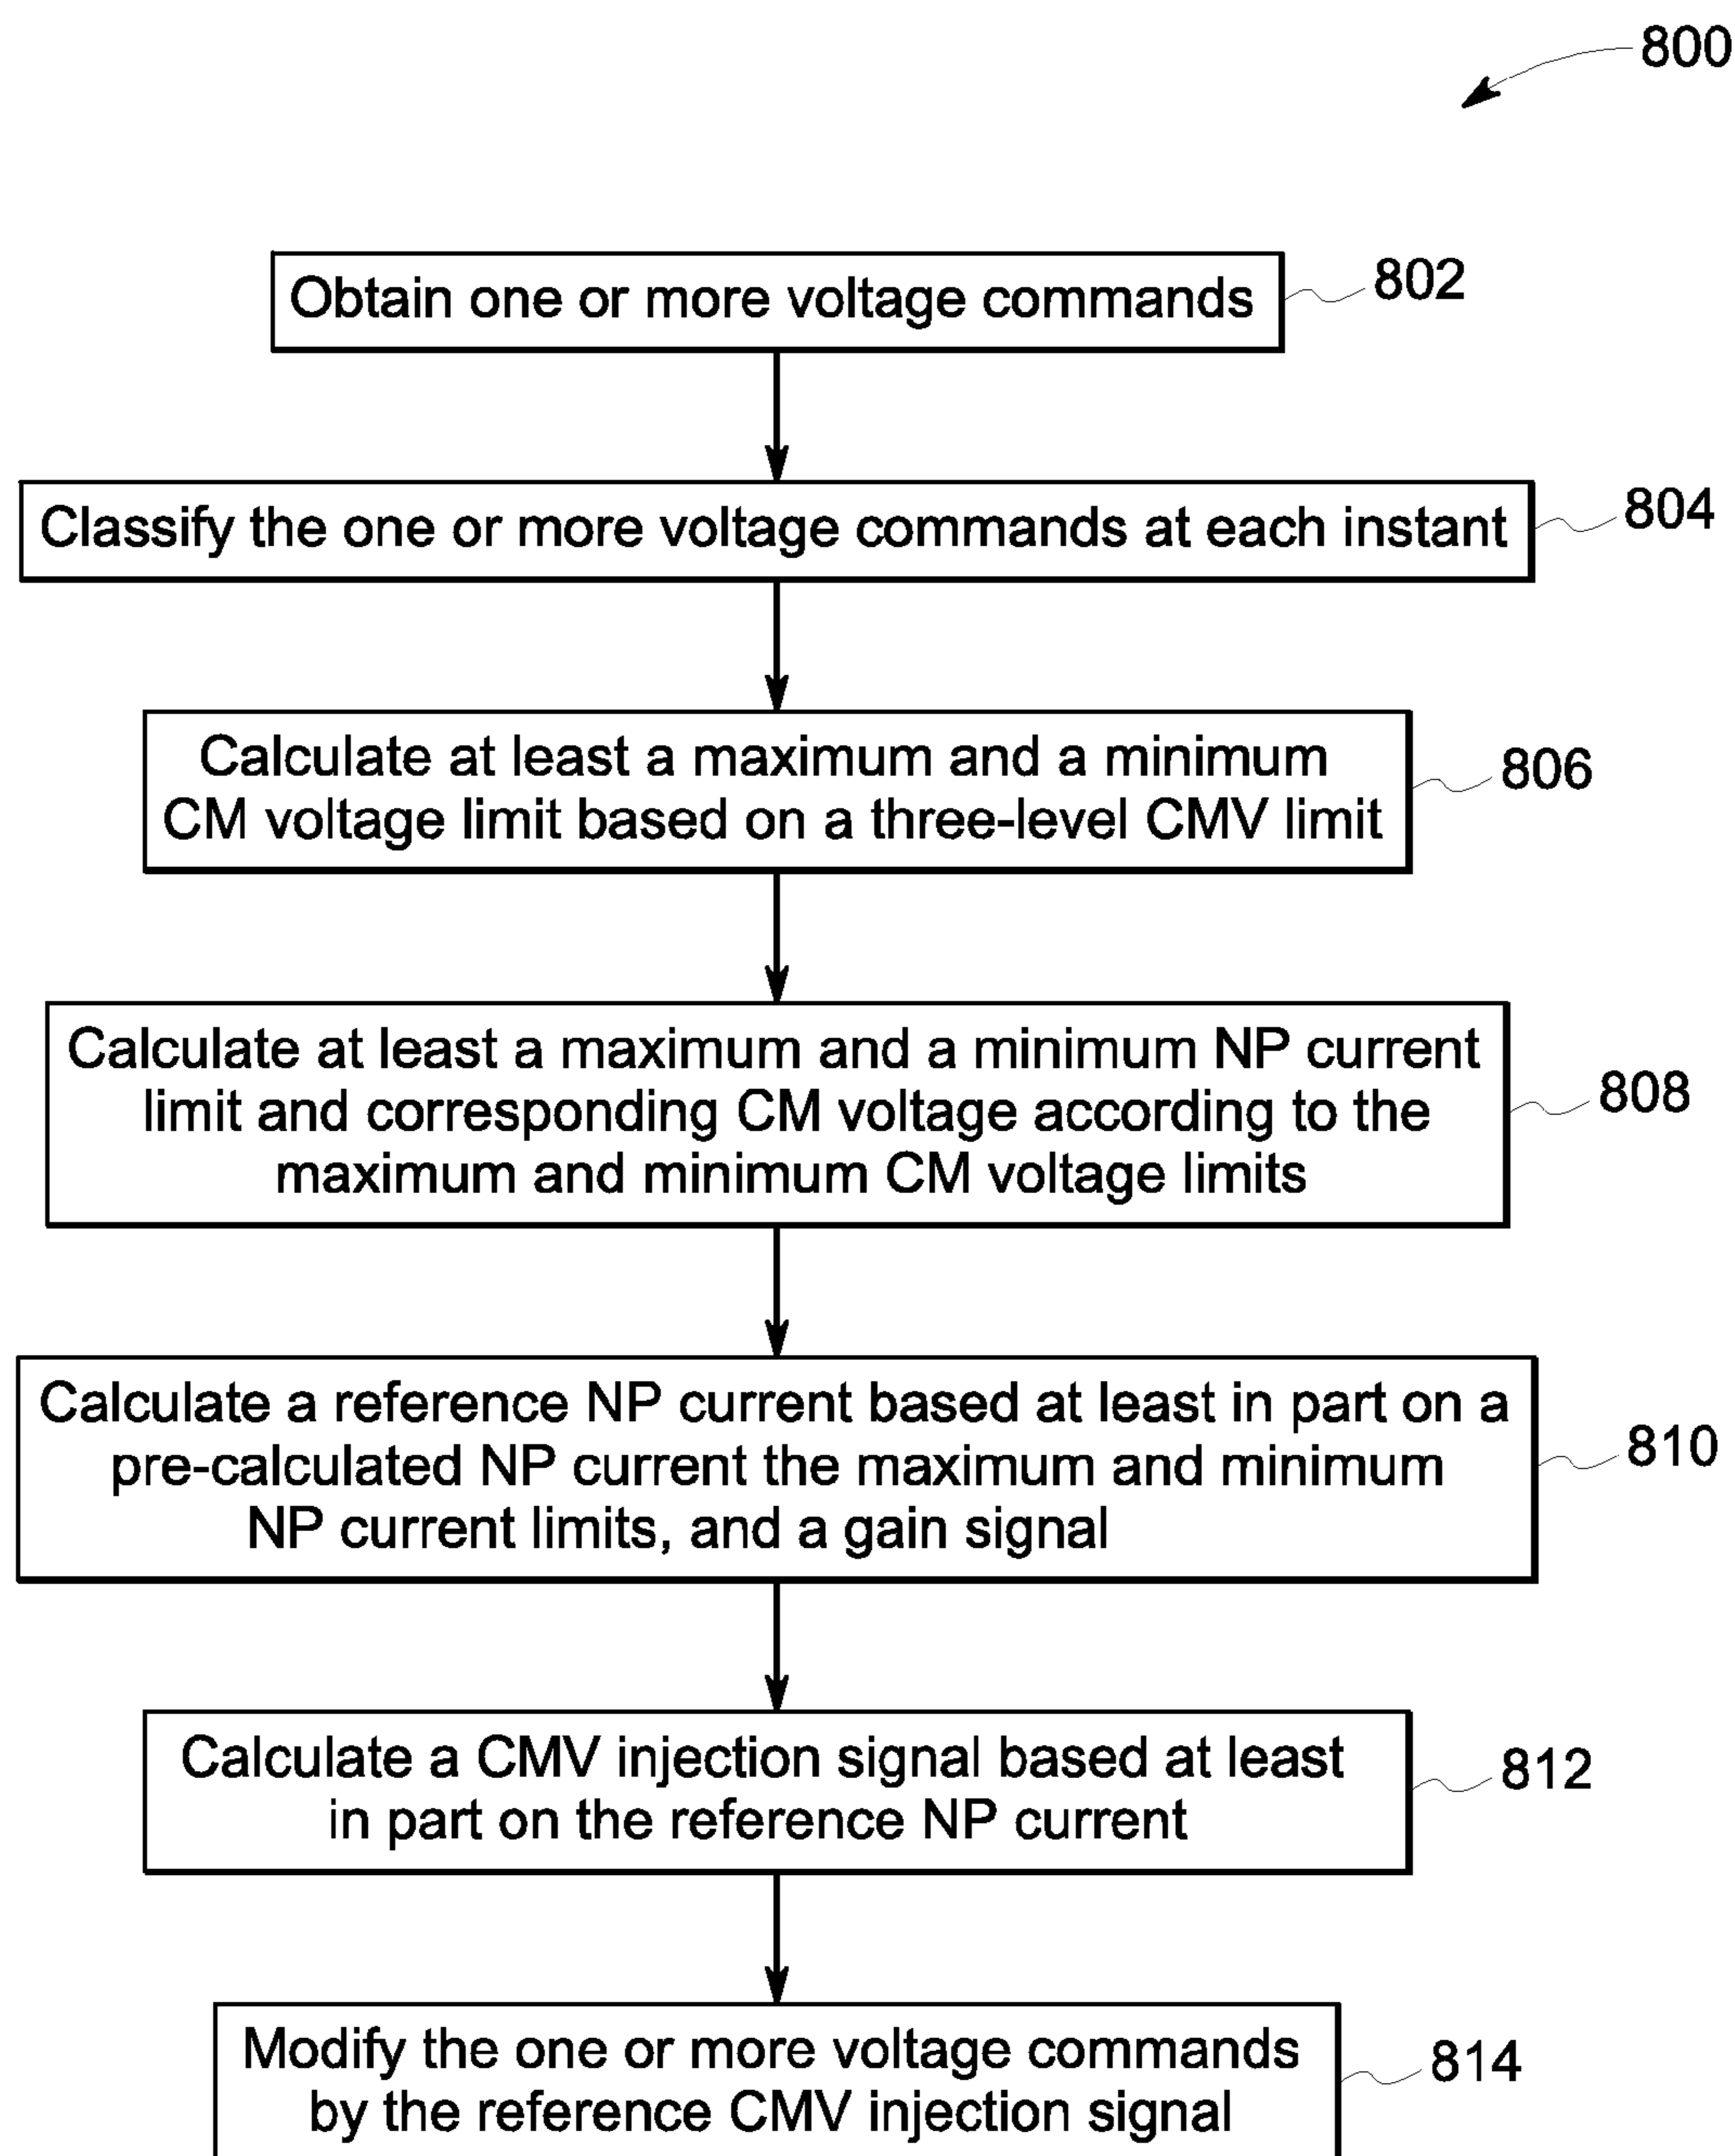 800
Obtain one or more voltage commands
802
Classify the one or more voltage commands at each instant
804
Calculate at least a maximum and a minimum
CM voltage limit based on a three-level CMV limit
806
Calculate at least a maximum and a minimum NP current
limit and corresponding CM voltage according to the
maximum and minimum CM voltage limits
808
Calculate a reference NP current based at least in part on a
pre-calculated NP current the maximum and minimum
NP current limits, and a gain signal
810
Calculate a CMV injection signal based at least
in part on the reference NP current
812
Modify the one or more voltage commands
by the reference CMV injection signal
814